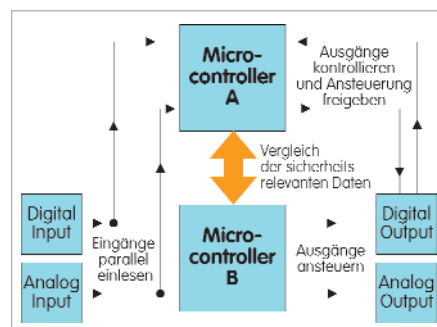 Micro-
controller
A
Ausgänge
kontrollieren
und Ansteuerung
freigeben
Vergleich
der sicherheits
relevanten Daten
Digital
Input
Analog
Input
Eingänge
parallel
einlesen
Micro-
controller
B
Ausgänge
ansteuern
Digital
Output
Analog
Output